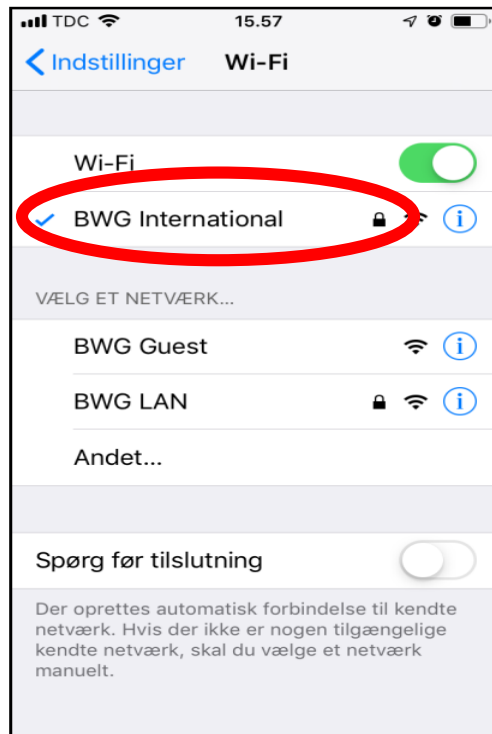 TDC 15.57
Indstillinger Wi-Fi
Wi-Fi
BWG International
VÆLG ET NETVÆRK...
BWG Guest
BWG LAN
Andet...
Spørg før tilslutning
Der oprettes automatisk forbindelse til kendte
netværk. Hvis der ikke er nogen tilgængelige
kendte netværk, skal du vælge et netværk
manuelt.